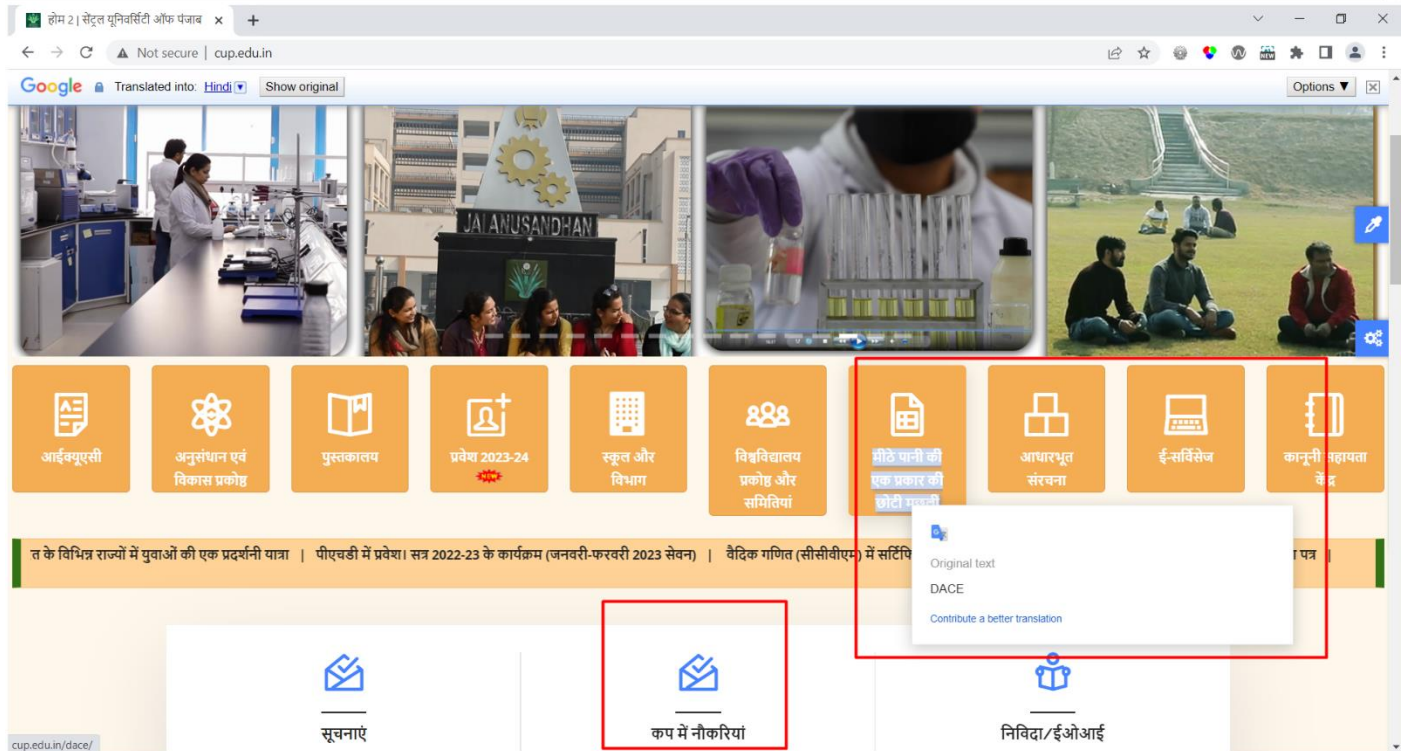 होम 2 | सेंट्रल यूनिवर्सिटी ऑफ पंजाब
Not secure | cup.edu.in
Google Translated into: Hindi Show original Options ▼
JAI ANUSANDHAN
आईक्यूएसी
अनुसंधान एवं
विकास प्रकोष्ठ
पुस्तकालय
प्रवेश 2023-24
NEW
स्कूल और
विभाग
विश्वविद्यालय
प्रकोष्ठ और
समितियां
मीठे पानी की
एक प्रकार की
छोटी मछली
आधारभूत
संरचना
ई-सर्विसेज
कानूनी सहायता
केंद्र
त के विभिन्न राज्यों में युवाओं की एक प्रदर्शनी यात्रा | पीएचडी में प्रवेश। सत्र 2022-23 के कार्यक्रम (जनवरी-फरवरी 2023 सेवन) | वैदिक गणित (सीसीवीएम) में पत्र |
Original text
DACE
Contribute a better translation
सूचनाएं
कप में नौकरियां
निविदा/ईओआई
cup.edu.in/dace/